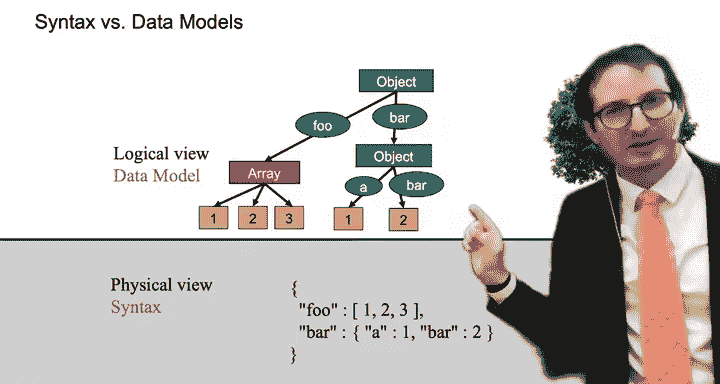 Syntax vs. Data Models
Object
foo
bar
Logical view
Data Model
Array
Object
a
bar
1
2
3
1
2
Physical view
Syntax
{
"foo" : [ 1, 2, 3 ],
"bar" : { "a" : 1, "bar" : 2 }
}